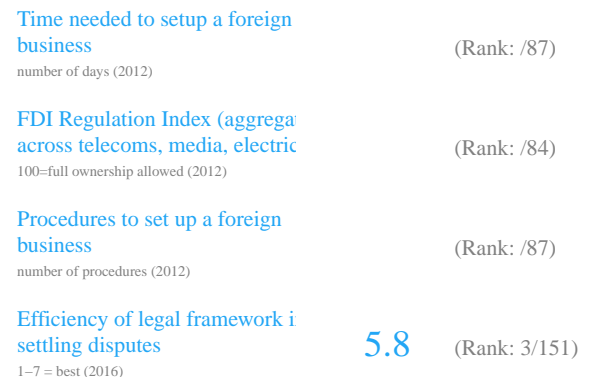 Time needed to setup a foreign
business
(Rank: /87)
number of days (2012)
FDI Regulation Index (aggregat
across telecoms, media, electric
(Rank: /84)
100=full ownership allowed (2012)
Procedures to set up a foreign
business
(Rank: /87)
number of procedures (2012)
Efficiency of legal framework i
settling disputes
5.8 (Rank: 3/151)
1–7 = best (2016)